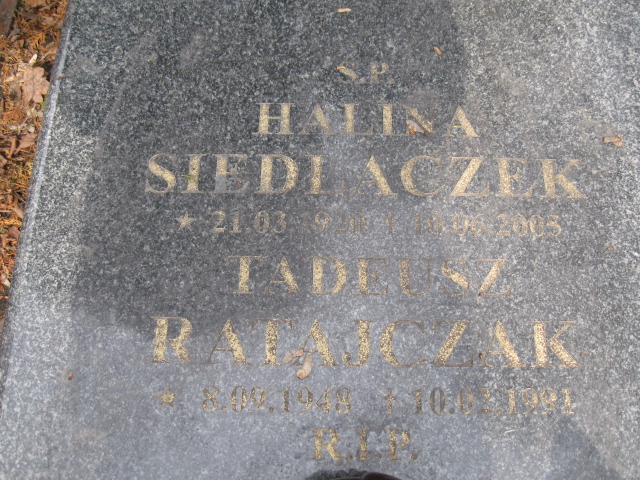 Ś.P.
HALINA
SIEDLACZEK
★ 21.03.1920 † 10.06.2005
TADEUSZ
RATAJCZAK
★ 8.09.1948 † 10.02.1991
R.I.P.